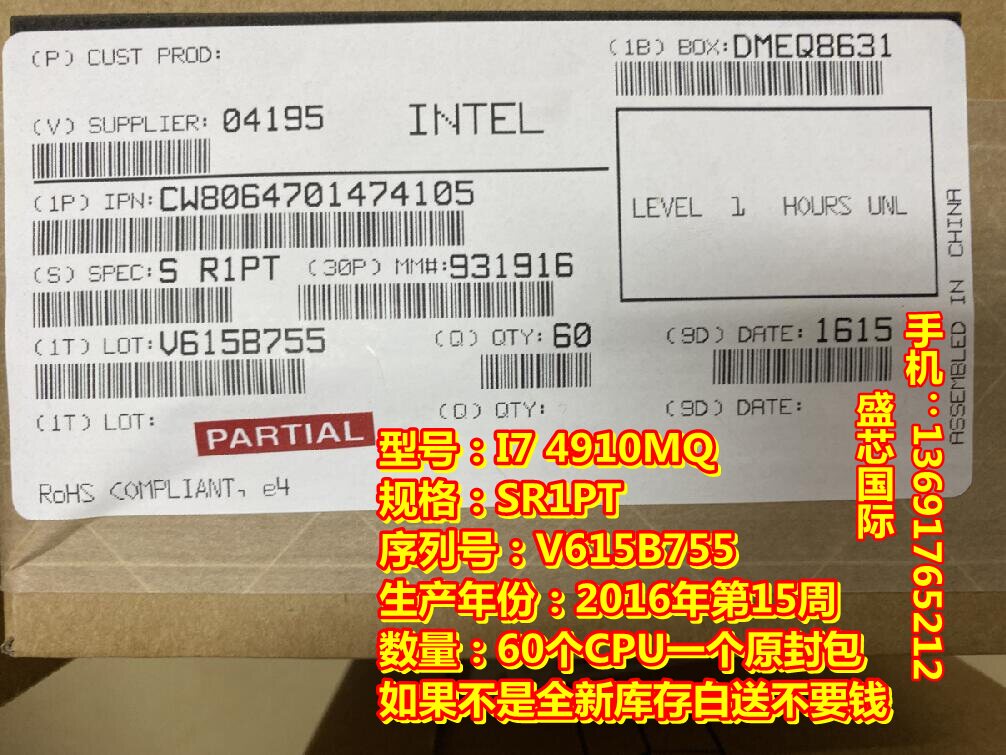 (P) CUST PROD:
(1B) BOX:DMEQ8631
(V) SUPPLIER: 04195
INTEL
(1P) IPN:CW8064701474105
LEVEL 1 HOURS UNL
(S) SPEC:S R1PT
(30P) MM#:931916
(1T) LOT:V615B755
(Q) QTY:60
(9D) DATE:1615
(1T) LOT:
(Q) QTY:
(9D) DATE:
PARTIAL
RoHS COMPLIANT, e4
ASSEMBLED IN CHINA
手机：13691765212
盛芯国际
型号：I7 4910MQ
规格：SR1PT
序列号：V615B755
生产年份：2016年第15周
数量：60个CPU一个原封包
如果不是全新库存白送不要钱